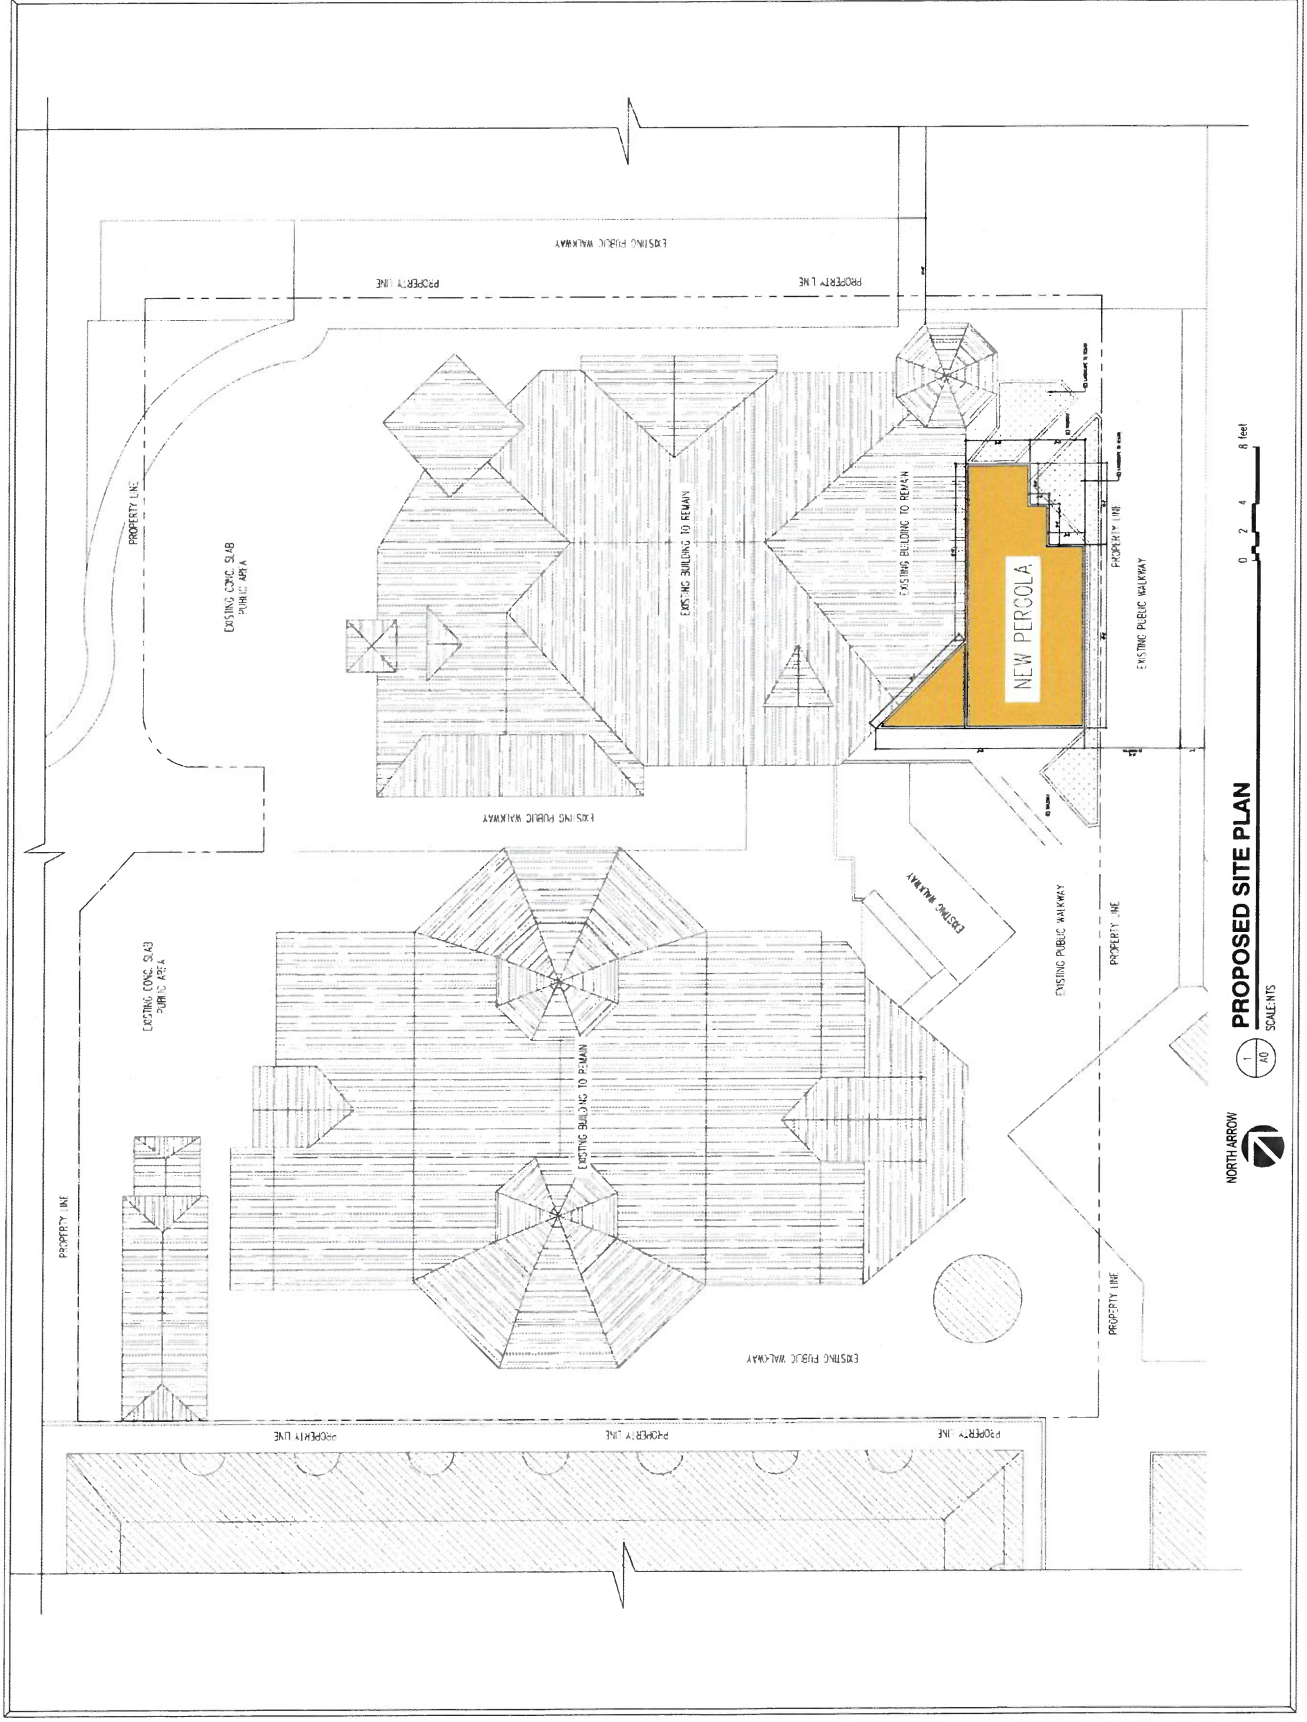 PROPERTY LINE
EXISTING CONC. SLAB
PUBLIC AREA
PROPERTY LINE
EXISTING CONC. SLAB
PUBLIC AREA
PROPERTY LINE
PROPERTY LINE
PROPERTY LINE
EXISTING PUBLIC WALKWAY
PROPERTY LINE
EXISTING PUBLIC WALKWAY
EXISTING BUILDING TO REMAIN
PROPERTY LINE
EXISTING BUILDING TO REMAIN
EXISTING PUBLIC WALKWAY
EXISTING BUILDING TO REMAIN
PROPERTY LINE
EXISTING WALKWAY
NEW PERGOLA
EXISTING PUBLIC WALKWAY
PROPERTY LINE
PROPERTY LINE
PROPERTY LINE
EXISTING PUBLIC WALKWAY
NORTH ARROW
1
A0
PROPOSED SITE PLAN
SCALE: NTS
0 2 4 8 feet